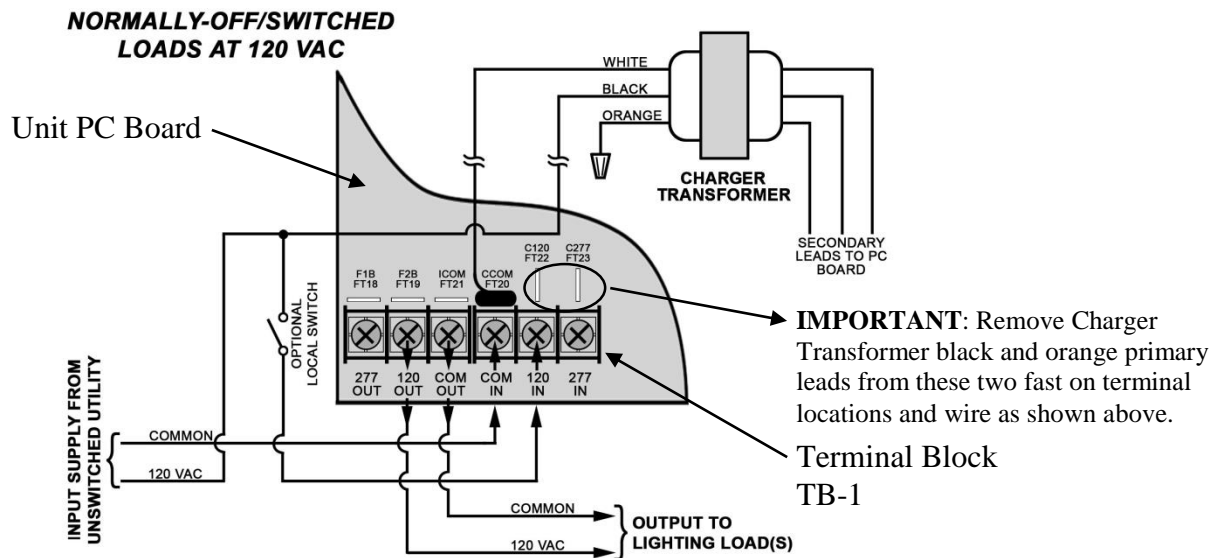 NORMALLY-OFF/SWITCHED
LOADS AT 120 VAC
Unit PC Board
WHITE
BLACK
ORANGE
CHARGER
TRANSFORMER
SECONDARY
LEADS TO PC
BOARD
F1B
FT18
F2B
FT19
ICOM
FT21
CCOM
FT20
C120
FT22
C277
FT23
OPTIONAL
LOCAL SWITCH
277
OUT
120
OUT
COM
OUT
COM
IN
120
IN
277
IN
IMPORTANT: Remove Charger
Transformer black and orange primary
leads from these two fast on terminal
locations and wire as shown above.
Terminal Block
TB-1
INPUT SUPPLY FROM
UNSWITCHED UTILITY
COMMON
120 VAC
COMMON
120 VAC
OUTPUT TO
LIGHTING LOAD(S)